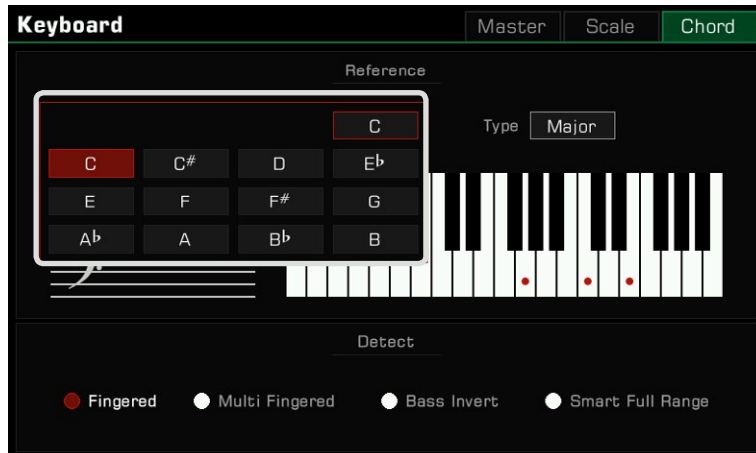 Keyboard Master Scale Chord
Reference
C Type Major
C C# D E♭
E F F# G
A♭ A B♭ B
Detect
Fingered Multi Fingered Bass Invert Smart Full Range